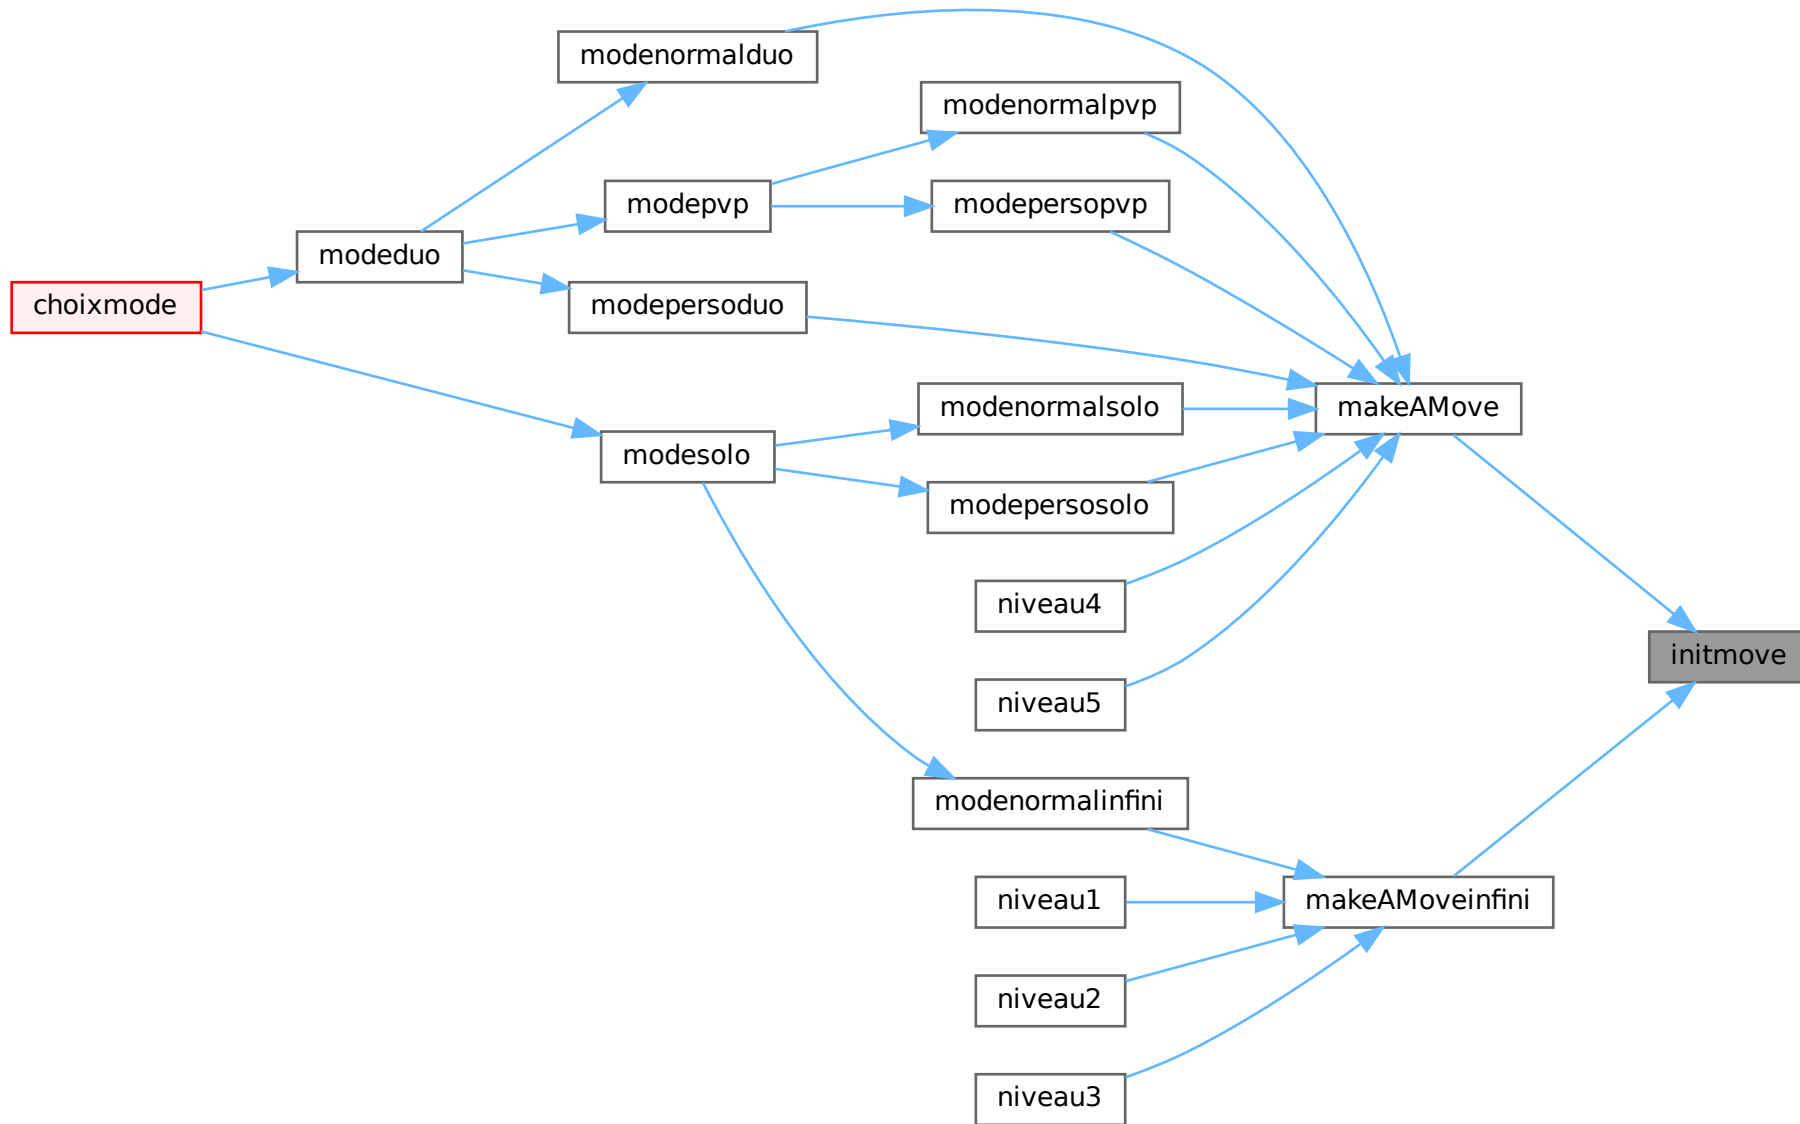 modenormalduo
modenormalpvp
modepvp
modepersopvp
modeduo
choixmode
modepersoduo
modenormalsolo
makeAMove
modesolo
modepersosolo
niveau4
initmove
niveau5
modenormalinfini
niveau1
makeAMoveinfini
niveau2
niveau3